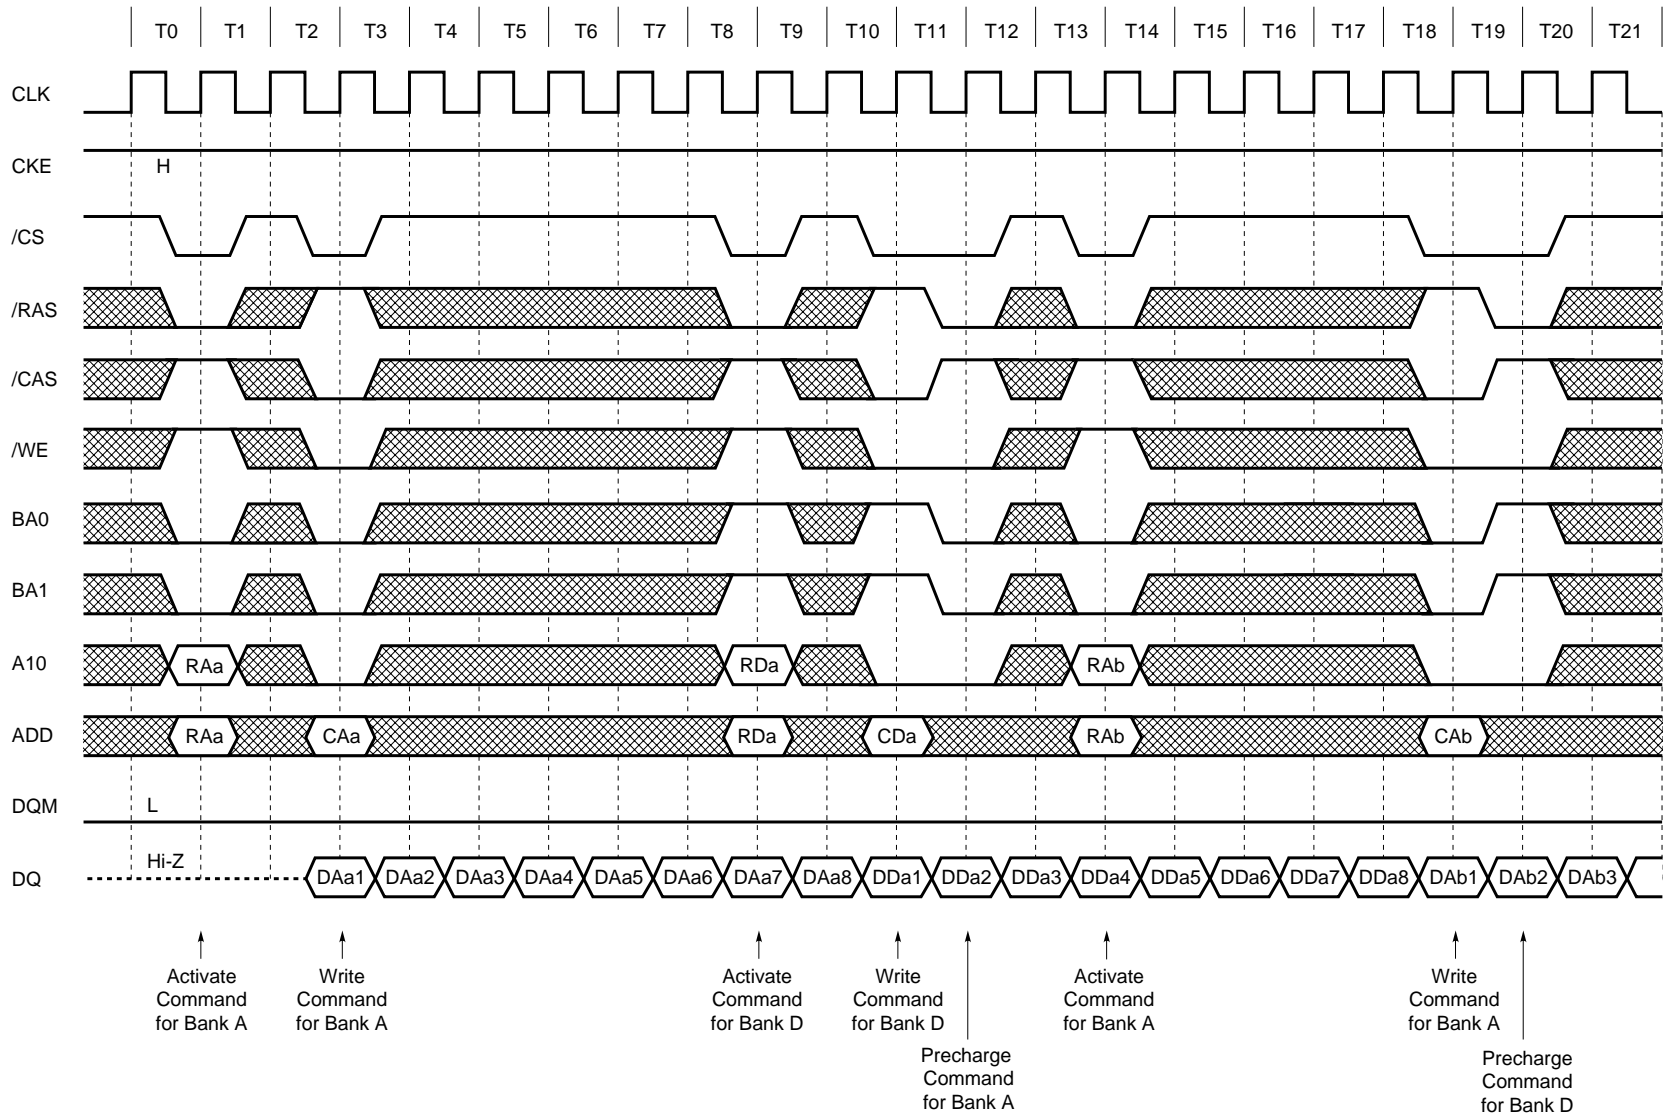 T0 T1 T2 T3 T4 T5 T6 T7 T8 T9 T10 T11 T12 T13 T14 T15 T16 T17 T18 T19 T20 T21
CLK
CKE H
/CS
/RAS
/CAS
/WE
BA0
BA1
A10 RAa RDa RAb
ADD RAa CAa RDa CDa RAb CAb
DQM L
DQ Hi-Z DAa1 DAa2 DAa3 DAa4 DAa5 DAa6 DAa7 DAa8 DDa1 DDa2 DDa3 DDa4 DDa5 DDa6 DDa7 DDa8 DAb1 DAb2 DAb3
Activate
Command
for Bank A
Write
Command
for Bank A
Activate
Command
for Bank D
Write
Command
for Bank D
Precharge
Command
for Bank A
Activate
Command
for Bank A
Write
Command
for Bank A
Precharge
Command
for Bank D